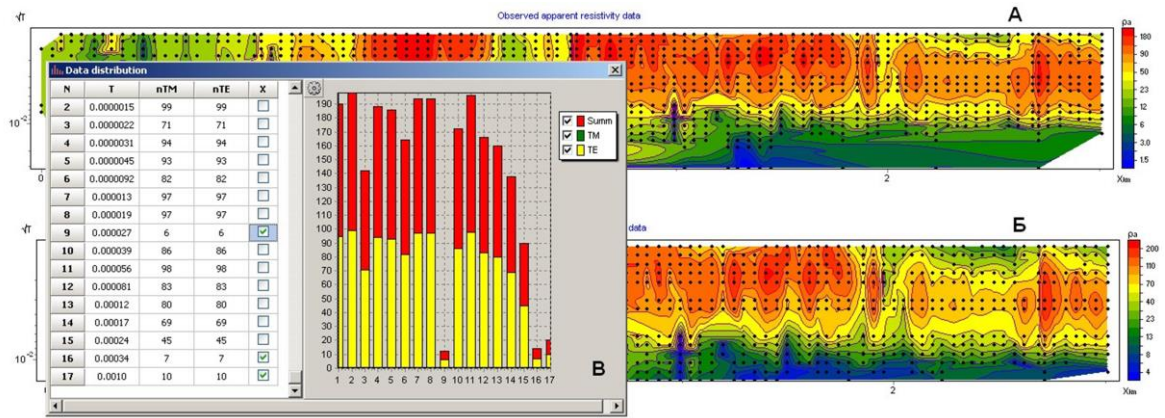 √T
Observed apparent resistivity data
А
ρa
180
90
50
40
23
13
7
3
1.5
10⁻²
0
2
Xкм
Data distribution
N T nTM nTE X
2 0.0000015 99 99
3 0.0000022 71 71
4 0.0000031 94 94
5 0.0000045 93 93
6 0.0000092 82 82
7 0.000013 97 97
8 0.000019 97 97
9 0.000027 6 6
10 0.000039 86 86
11 0.000056 98 98
12 0.000081 83 83
13 0.00012 80 80
14 0.00017 69 69
15 0.00024 45 45
16 0.00034 7 7
17 0.0010 10 10
190
180
170
160
150
140
130
120
110
100
90
80
70
60
50
40
30
20
10
0
1 2 3 4 5 6 7 8 9 10 11 12 13 14 15 16 17
Summ
TM
TE
В
√T
data
Б
ρa
200
110
70
40
23
13
8
4
10⁻²
2
Xкм